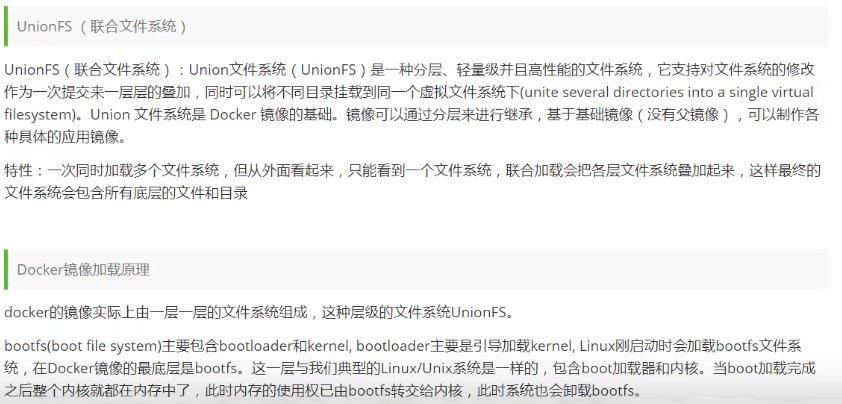 UnionFS（联合文件系统）
UnionFS（联合文件系统）：Union文件系统（UnionFS）是一种分层、轻量级并且高性能的文件系统，它支持对文件系统的修改
作为一次提交来一层层的叠加，同时可以将不同目录挂载到同一个虚拟文件系统下(unite several directories into a single virtual
filesystem)。Union 文件系统是 Docker 镜像的基础。镜像可以通过分层来进行继承，基于基础镜像（没有父镜像），可以制作各
种具体的应用镜像。
特性：一次同时加载多个文件系统，但从外面看起来，只能看到一个文件系统，联合加载会把各层文件系统叠加起来，这样最终的
文件系统会包含所有底层的文件和目录
Docker镜像加载原理
docker的镜像实际上由一层一层的文件系统组成，这种层级的文件系统UnionFS。
bootfs(boot file system)主要包含bootloader和kernel, bootloader主要是引导加载kernel, Linux刚启动时会加载bootfs文件系
统，在Docker镜像的最底层是bootfs。这一层与我们典型的Linux/Unix系统是一样的，包含boot加载器和内核。当boot加载完成
之后整个内核就都在内存中了，此时内存的使用权已由bootfs转交给内核，此时系统也会卸载bootfs。